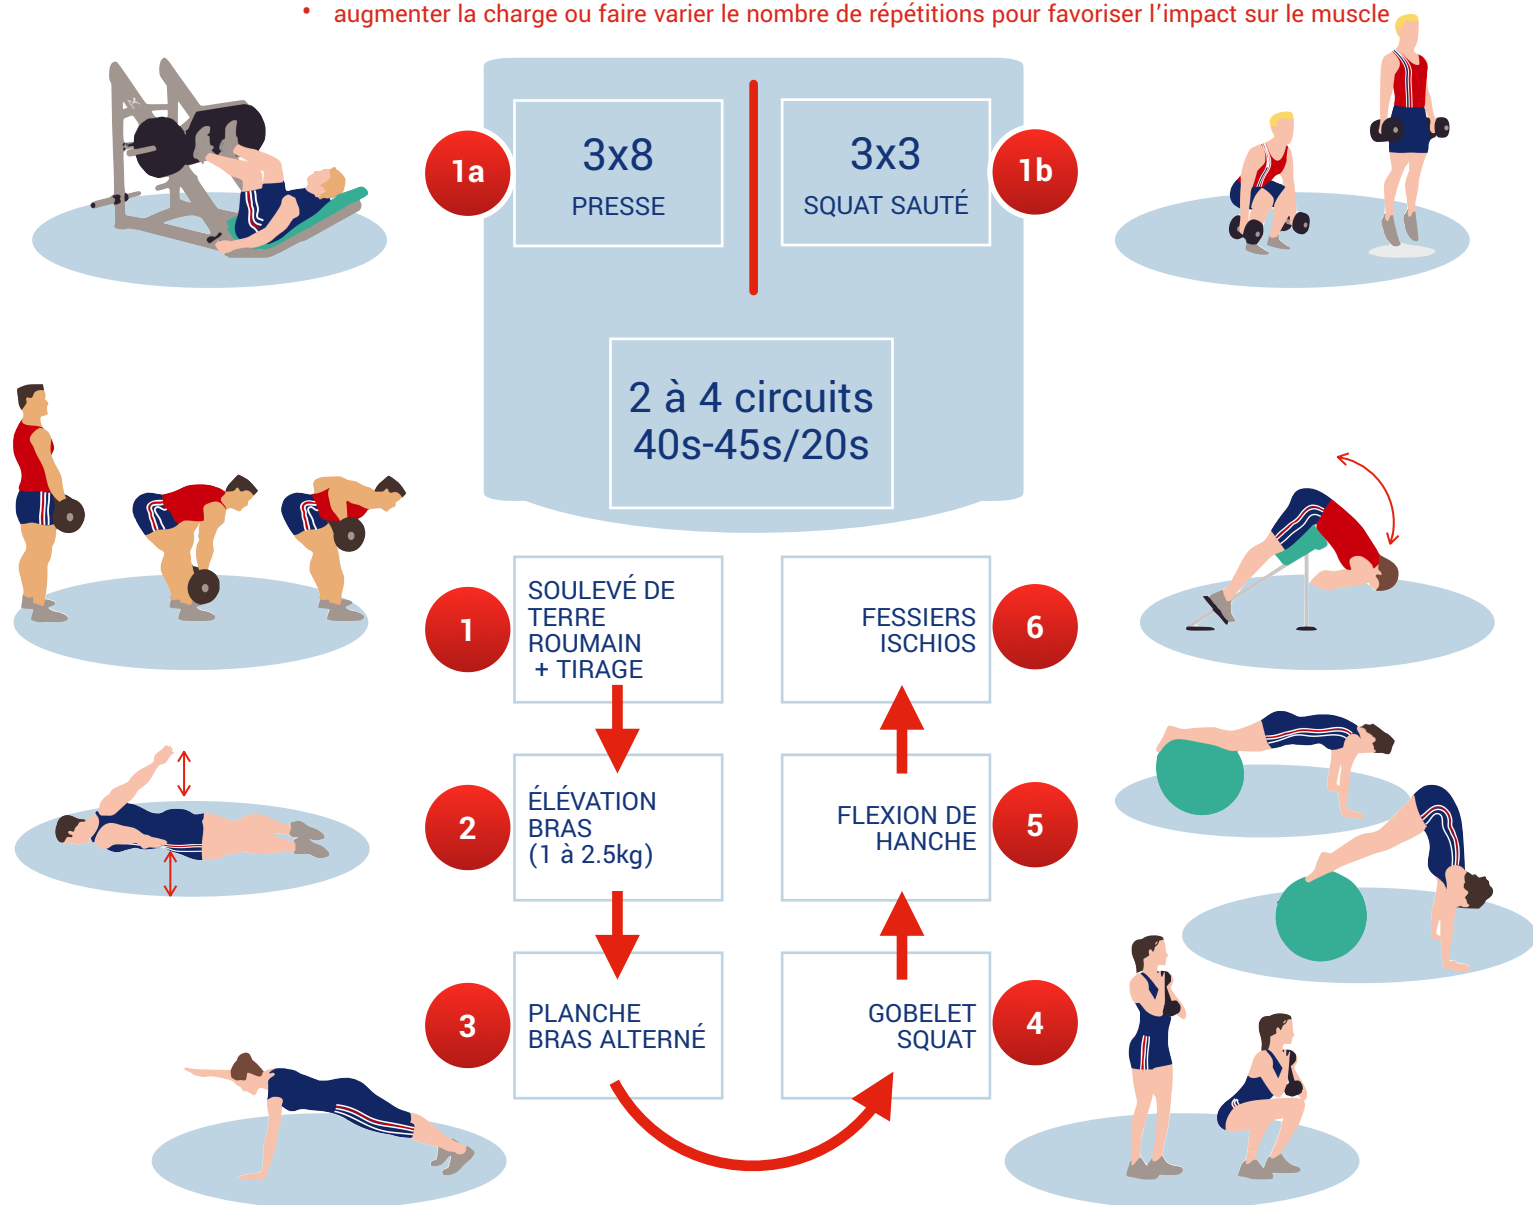 • augmenter la charge ou faire varier le nombre de répétitions pour favoriser l’impact sur le muscle
1a
3x8
PRESSE
3x3
SQUAT SAUTÉ
1b
2 à 4 circuits
40s-45s/20s
1
SOULEVÉ DE
TERRE
ROUMAIN
+ TIRAGE
FESSIERS
ISCHIOS
6
2
ÉLÉVATION
BRAS
(1 à 2.5kg)
FLEXION DE
HANCHE
5
3
PLANCHE
BRAS ALTERNÉ
GOBELET
SQUAT
4